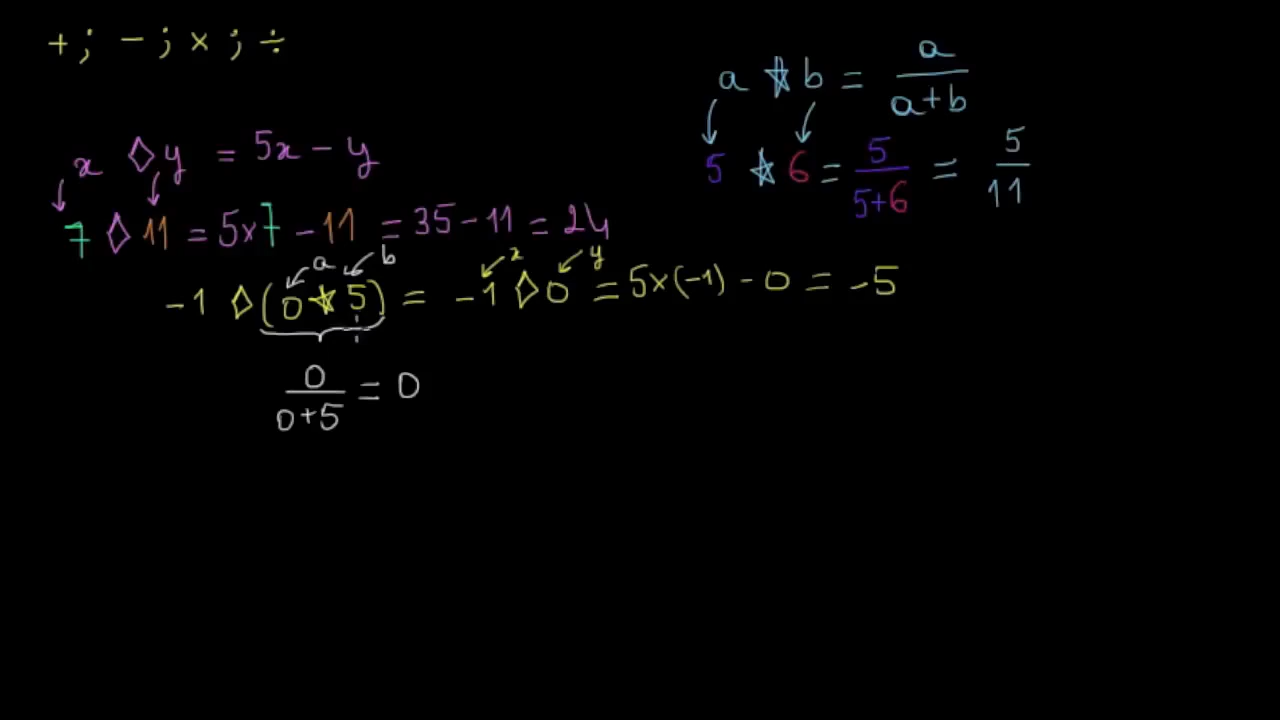 +; -; ×; ÷
a ☆ b = a/(a+b)
x ◊ y = 5x - y
5 ☆ 6 = 5/(5+6) = 5/11
7 ◊ 11 = 5×7 - 11 = 35 - 11 = 24
a b x y
-1 ◊ (0 ☆ 5) = -1 ◊ 0 = 5×(-1) - 0 = -5
0/(0+5) = 0